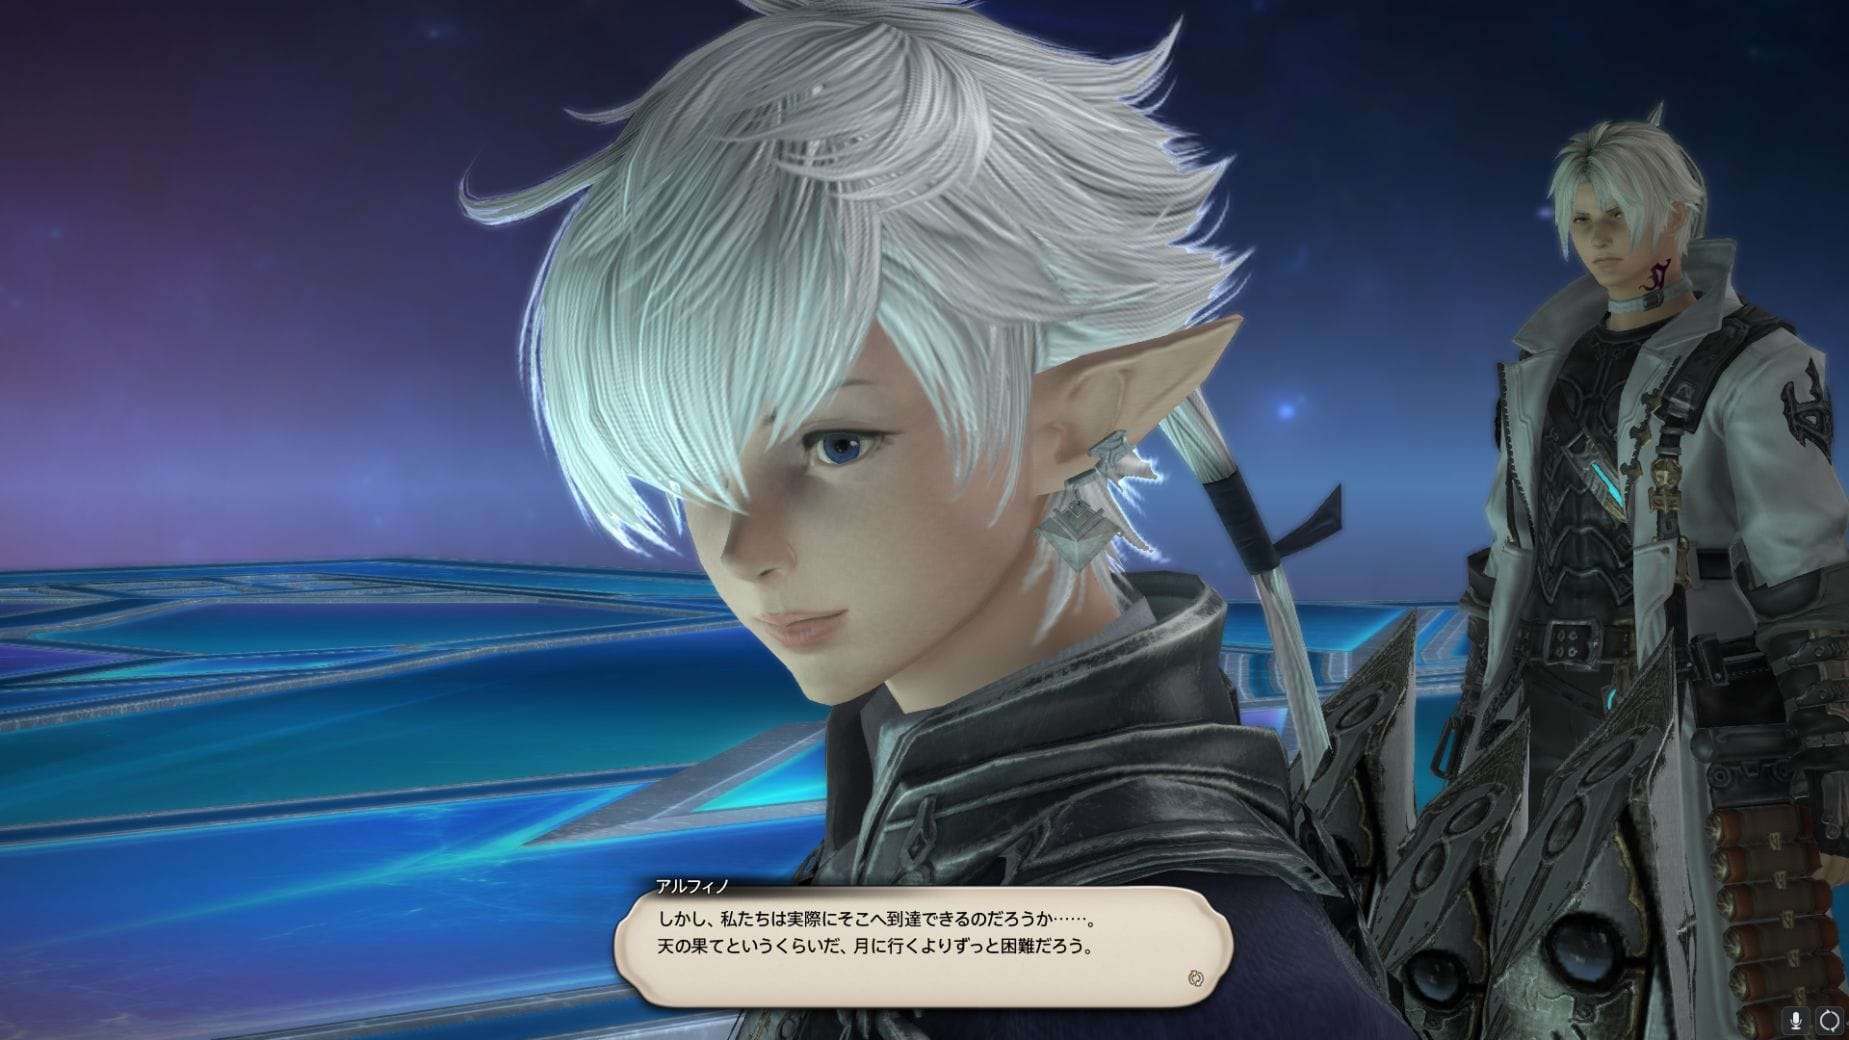 アルフィノ
しかし、私たちは実際にそこへ到達できるのだろうか……。
天の果てというくらいだ、月に行くよりずっと困難だろう。